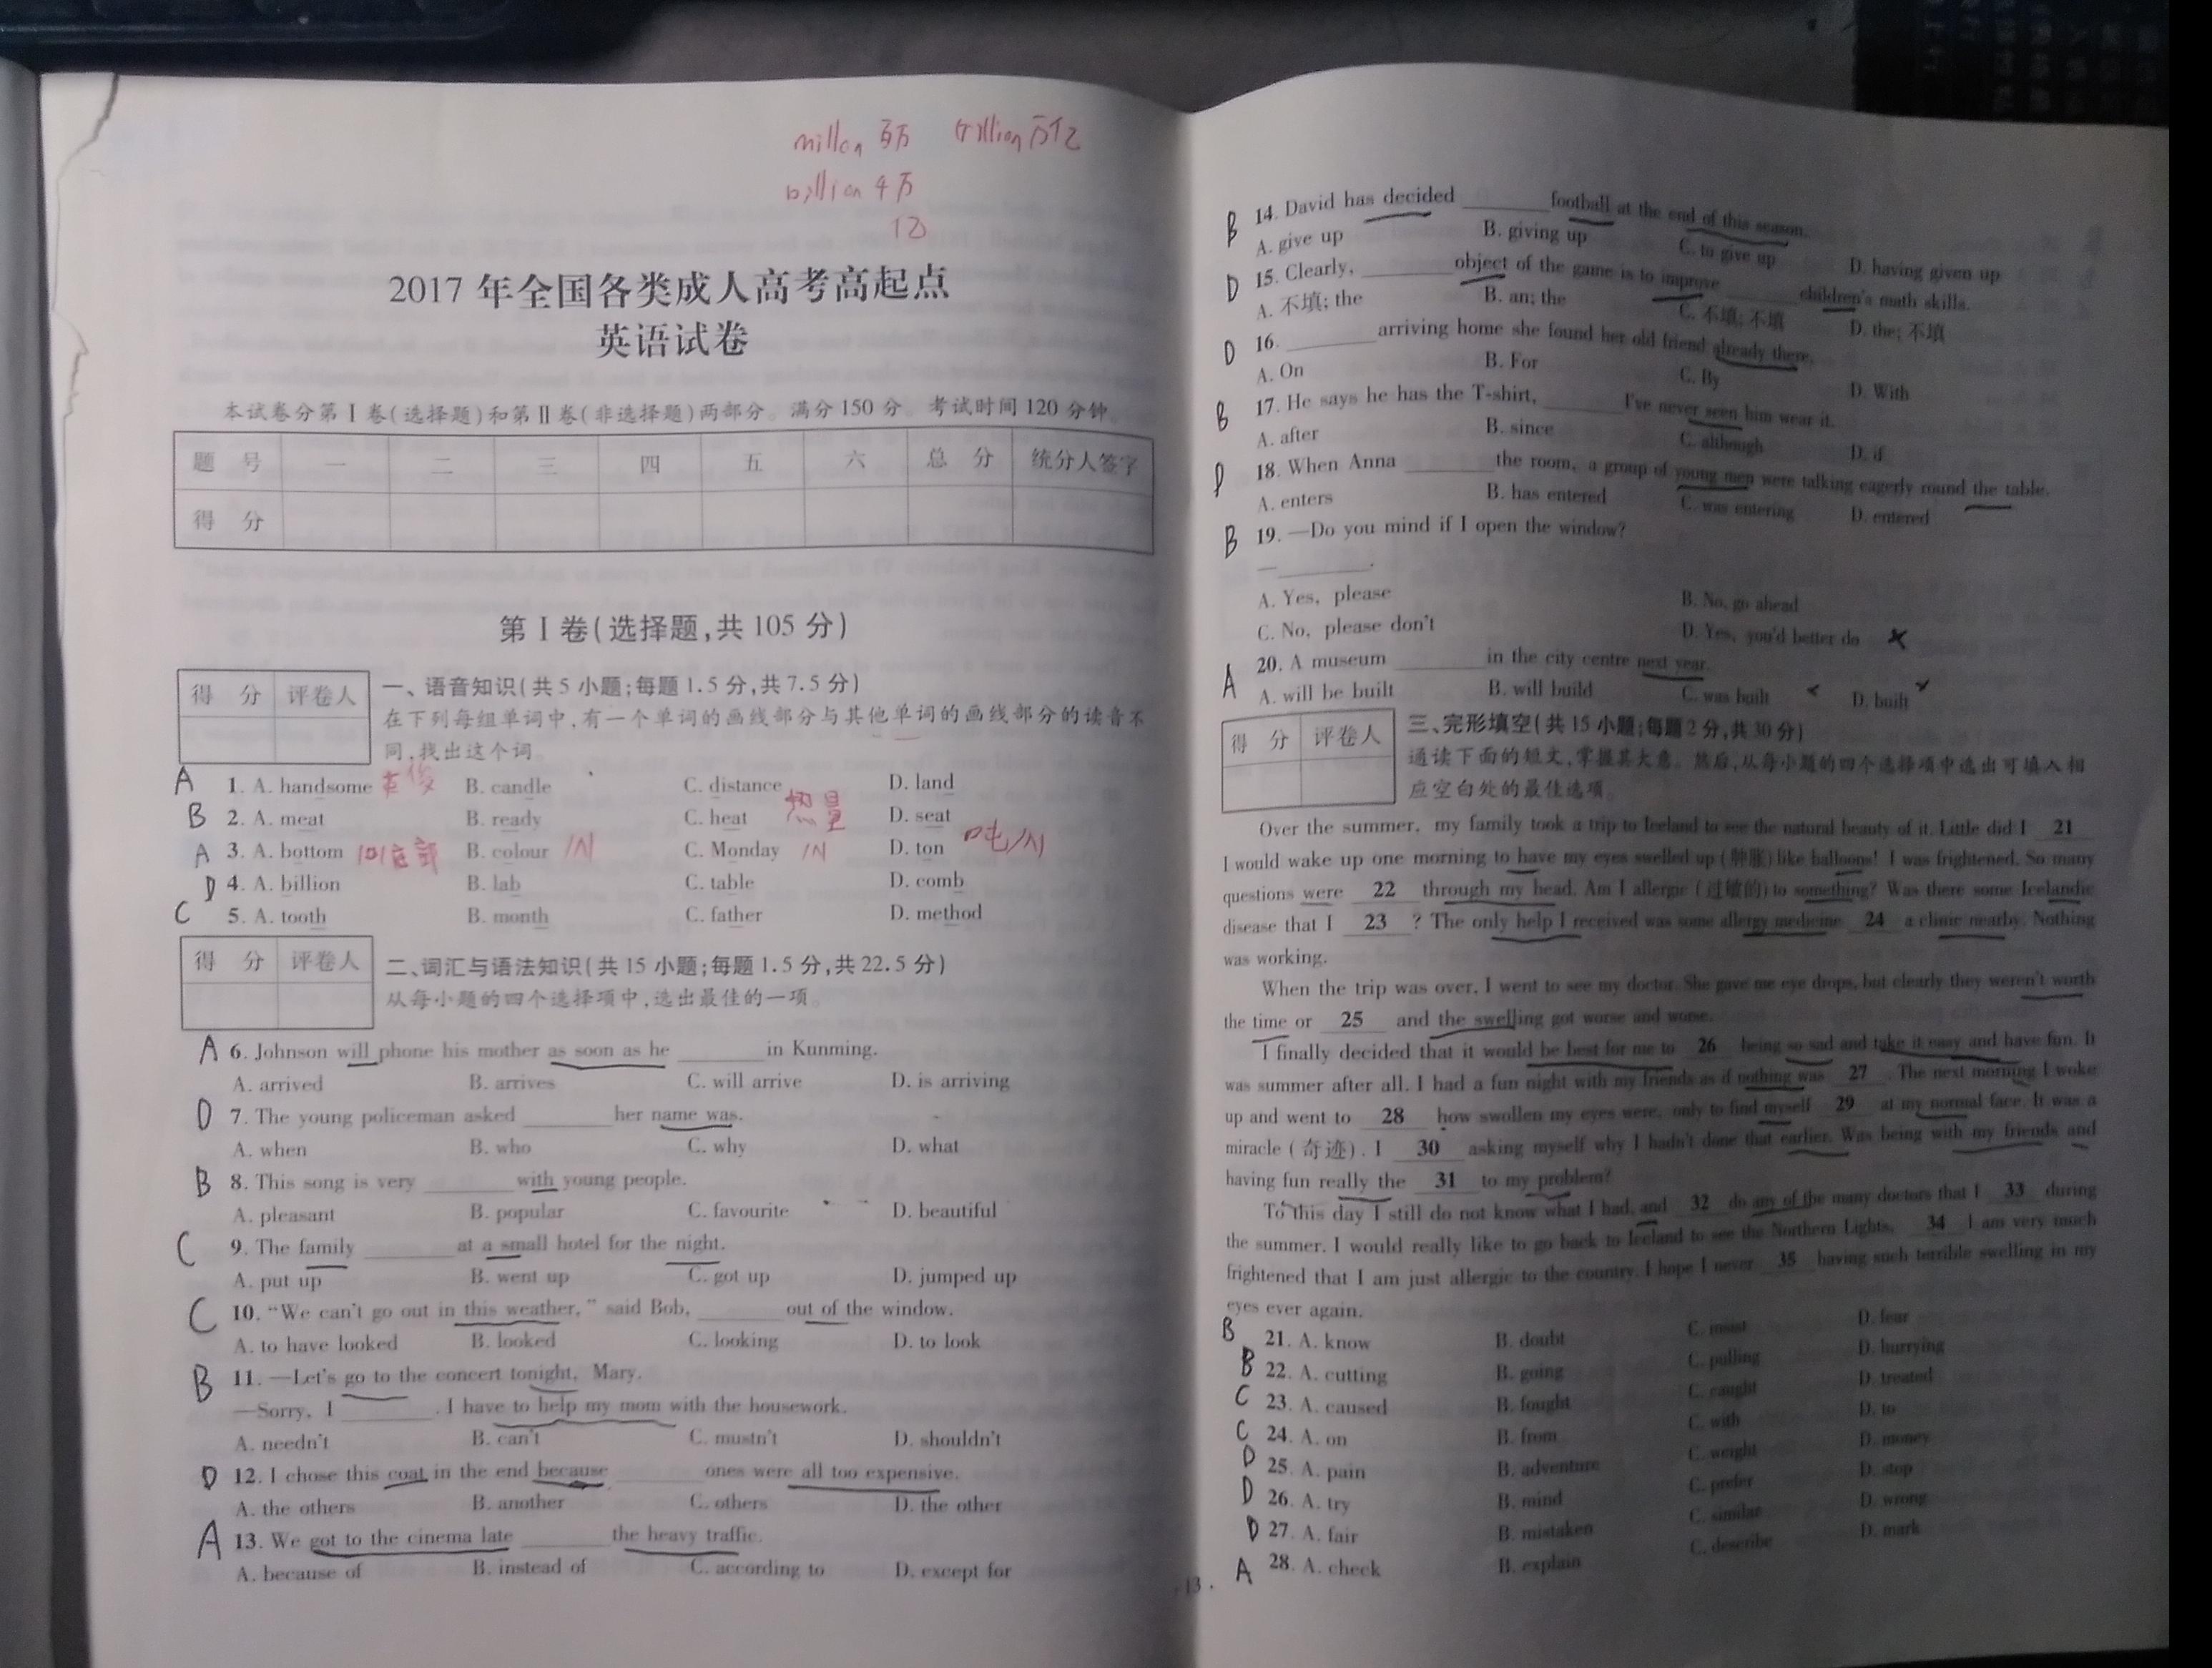 millon 百万 trillion 万亿
billion 千万
亿
2017 年全国各类成人高考高起点
英语试卷
本试卷分第Ⅰ卷(选择题)和第Ⅱ卷(非选择题)两部分。满分 150 分。考试时间 120 分钟。
题 号 一 二 三 四 五 六 总 分 统分人签字
得 分
第Ⅰ卷(选择题,共 105 分)
得 分 评卷人
一、语音知识(共 5 小题;每题 1.5 分,共 7.5 分)
在下列每组单词中,有一个单词的画线部分与其他单词的画线部分的读音不
同,找出这个词。
A 1. A. handsome 英俊 B. candle C. distance D. land
B 2. A. meat B. ready C. heat 热量 D. seat
A 3. A. bottom 底部 B. colour /ʌ/ C. Monday /ʌ/ D. ton 吨/ʌ/
D 4. A. billion B. lab C. table D. comb
C 5. A. tooth B. month C. father D. method
得 分 评卷人
二、词汇与语法知识(共 15 小题;每题 1.5 分,共 22.5 分)
从每小题的四个选择项中,选出最佳的一项。
A 6. Johnson will phone his mother as soon as he ______ in Kunming.
A. arrived B. arrives C. will arrive D. is arriving
D 7. The young policeman asked ______ her name was.
A. when B. who C. why D. what
B 8. This song is very ______ with young people.
A. pleasant B. popular C. favourite D. beautiful
C 9. The family ______ at a small hotel for the night.
A. put up B. went up C. got up D. jumped up
C 10. "We can't go out in this weather," said Bob, ______ out of the window.
A. to have looked B. looked C. looking D. to look
B 11. —Let's go to the concert tonight, Mary.
—Sorry, I ______. I have to help my mom with the housework.
A. needn't B. can't C. mustn't D. shouldn't
D 12. I chose this coat in the end because ______ ones were all too expensive.
A. the others B. another C. others D. the other
A 13. We got to the cinema late ______ the heavy traffic.
A. because of B. instead of C. according to D. except for
· 13 ·
B 14. David has decided ______ football at the end of this season.
A. give up B. giving up C. to give up D. having given up
D 15. Clearly, ______ object of the game is to improve ______ children's math skills.
A. 不填; the B. an; the C. 不填; 不填 D. the; 不填
D 16. ______ arriving home she found her old friend already there.
A. On B. For C. By D. With
B 17. He says he has the T-shirt, ______ I've never seen him wear it.
A. after B. since C. although D. if
D 18. When Anna ______ the room, a group of young men were talking eagerly round the table.
A. enters B. has entered C. was entering D. entered
B 19. —Do you mind if I open the window?
—______.
A. Yes, please B. No, go ahead
C. No, please don't D. Yes, you'd better do ×
A 20. A museum ______ in the city centre next year.
A. will be built B. will build C. was built D. built
得 分 评卷人
三、完形填空(共 15 小题;每题 2 分,共 30 分)
通读下面的短文,掌握其大意。然后,从每小题的四个选择项中选出可填入相
应空白处的最佳选项。
Over the summer, my family took a trip to Iceland to see the natural beauty of it. Little did I 21
I would wake up one morning to have my eyes swelled up (肿胀) like balloons! I was frightened. So many
questions were 22 through my head. Am I allergic (过敏的) to something? Was there some Icelandic
disease that I 23 ? The only help I received was some allergy medicine 24 a clinic nearby. Nothing
was working.
When the trip was over, I went to see my doctor. She gave me eye drops, but clearly they weren't worth
the time or 25 and the swelling got worse and worse.
I finally decided that it would be best for me to 26 being so sad and take it easy and have fun. It
was summer after all. I had a fun night with my friends as if nothing was 27 . The next morning I woke
up and went to 28 how swollen my eyes were, only to find myself 29 at my normal face. It was a
miracle (奇迹). I 30 asking myself why I hadn't done that earlier. Was being with my friends and
having fun really the 31 to my problem?
To this day I still do not know what I had, and 32 do any of the many doctors that I 33 during
the summer. I would really like to go back to Iceland to see the Northern Lights, 34 I am very much
frightened that I am just allergic to the country. I hope I never 35 having such terrible swelling in my
eyes ever again.
B 21. A. know B. doubt C. insist D. fear
B 22. A. cutting B. going C. pulling D. hurrying
C 23. A. caused B. fought C. caught D. treated
C 24. A. on B. from C. with D. to
D 25. A. pain B. adventure C. weight D. money
D 26. A. try B. mind C. prefer D. stop
D 27. A. fair B. mistaken C. similar D. wrong
A 28. A. check B. explain C. describe D. mark